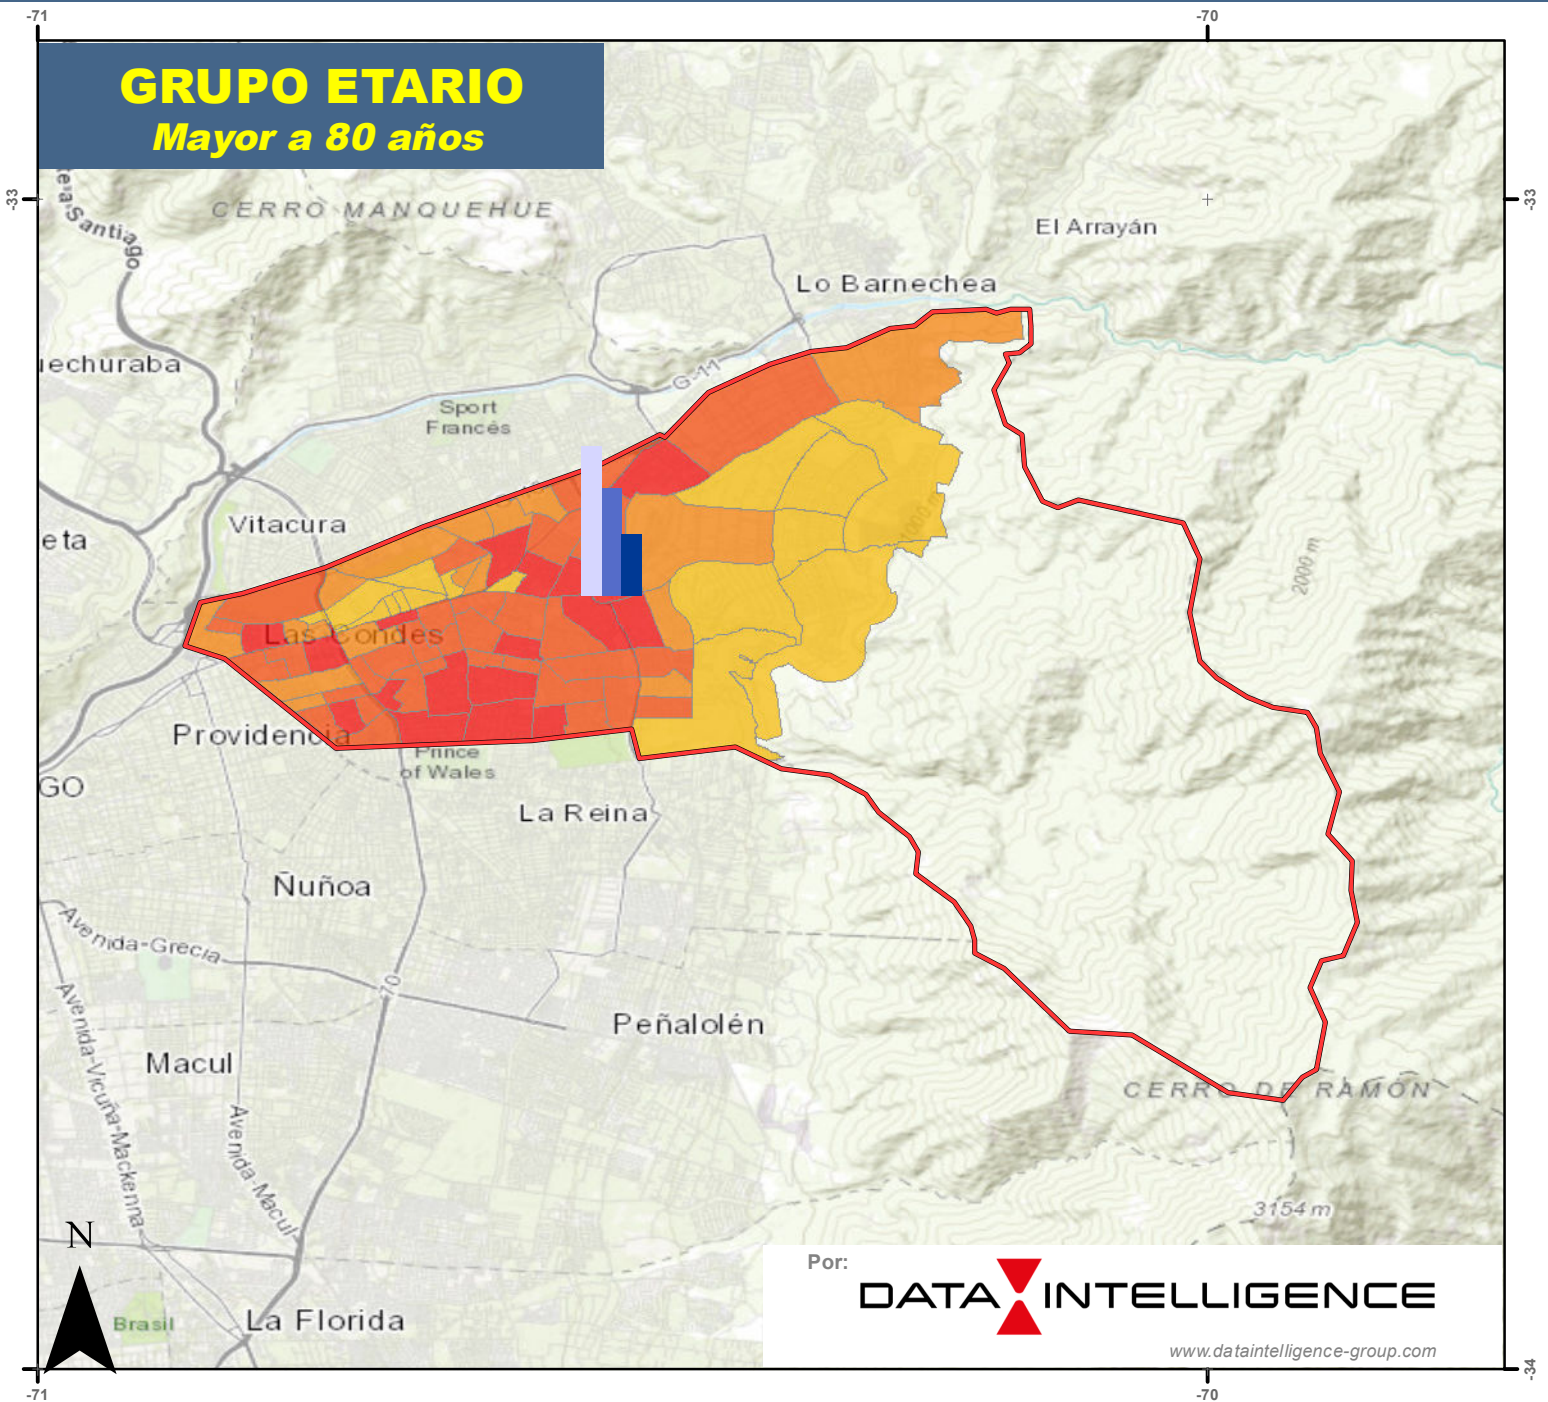 -71
-70
GRUPO ETARIO
Mayor a 80 años
-33
-33
Santiago
CERRO MANQUEHUE
El Arrayán
Lo Barnechea
iechuraba
G-11
Sport
Francés
Vitacura
eta
2000 m
Las Condes
Providencia
Prince
of Wales
GO
La Reina
Ñuñoa
Avenida-Grecia
70
Avenida-Vicuña-Mackenna
Peñalolén
Macul
CERRO DE RAMÓN
Avenida-Macul
3154 m
N
Por:
DATA INTELLIGENCE
Brasil
La Florida
www.dataintelligence-group.com
-34
-71
-70